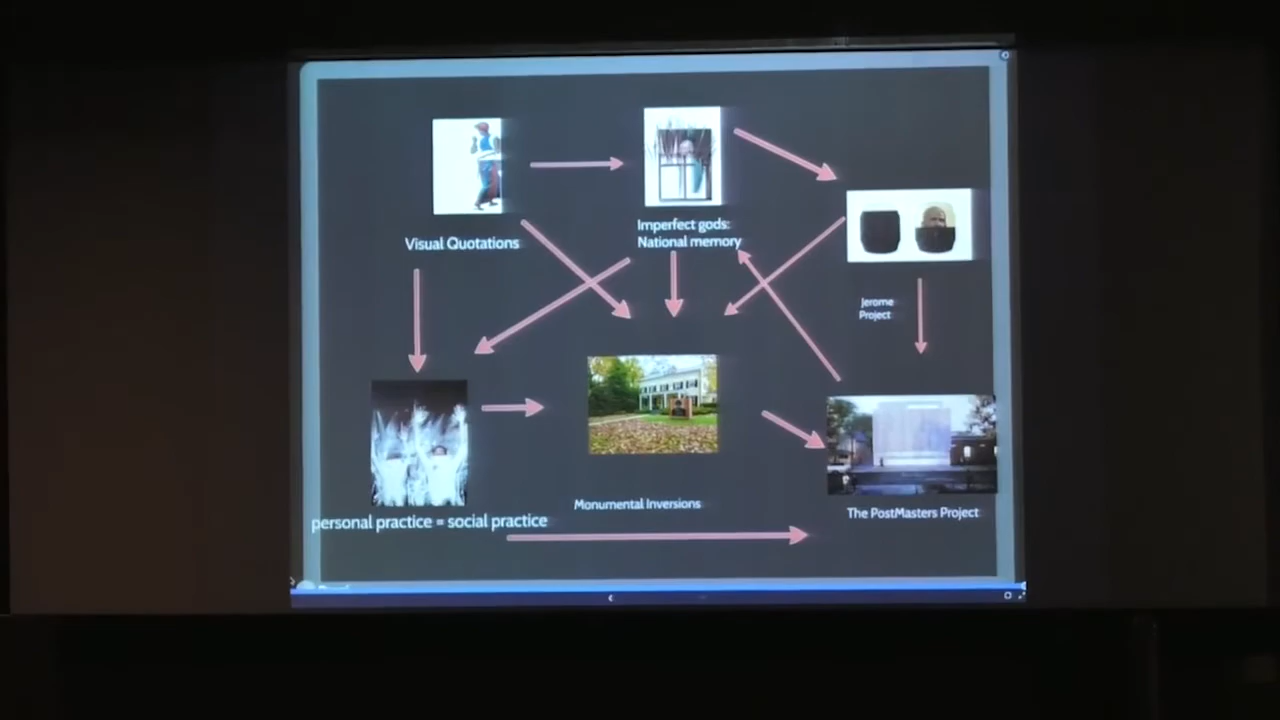 Visual Quotations
Imperfect gods:
National memory
Jerome
Project
personal practice = social practice
Monumental Inversions
The PostMasters Project